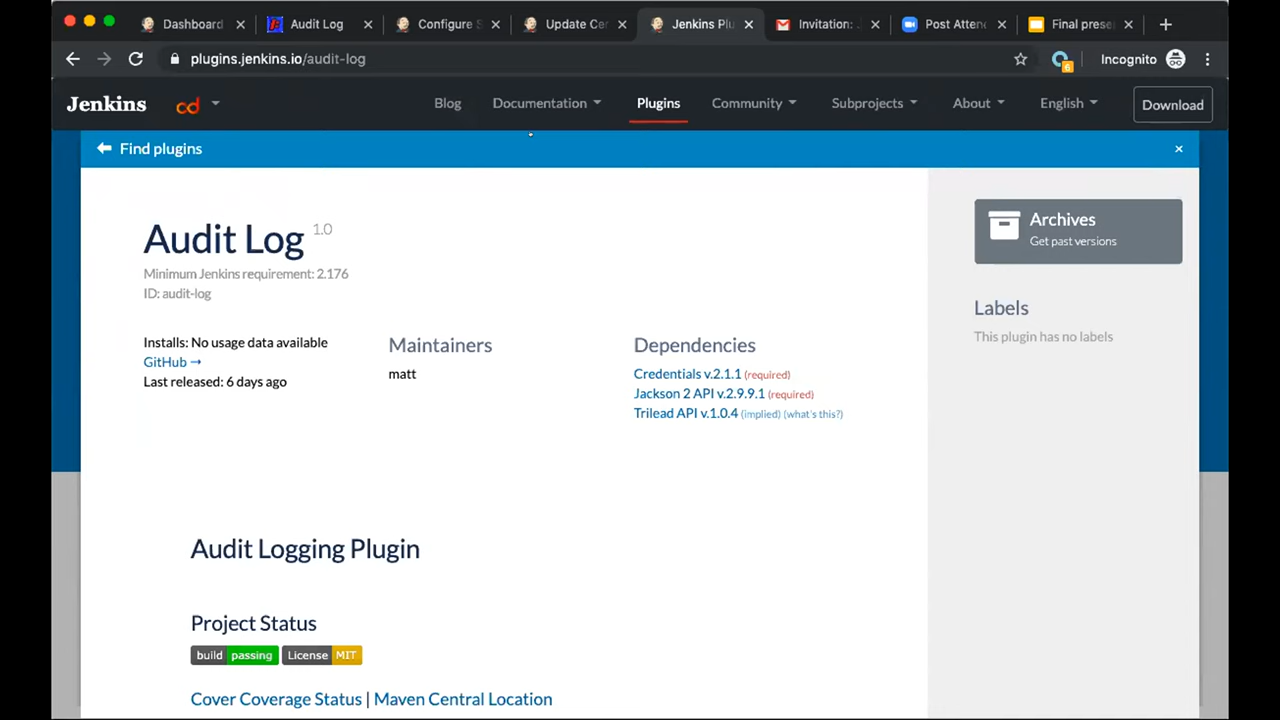 Dashboard
Audit Log
Configure S
Update Cen
Jenkins Plu
Invitation: J
Post Attend
Final prese
plugins.jenkins.io/audit-log
6
Incognito
Jenkins
cd
Blog
Documentation
Plugins
Community
Subprojects
About
English
Download
Find plugins
Audit Log 1.0
Minimum Jenkins requirement: 2.176
ID: audit-log
Installs: No usage data available
GitHub →
Last released: 6 days ago
Maintainers
matt
Dependencies
Credentials v.2.1.1 (required)
Jackson 2 API v.2.9.9.1 (required)
Trilead API v.1.0.4 (implied) (what's this?)
Archives
Get past versions
Labels
This plugin has no labels
Audit Logging Plugin
Project Status
build passing License MIT
Cover Coverage Status | Maven Central Location